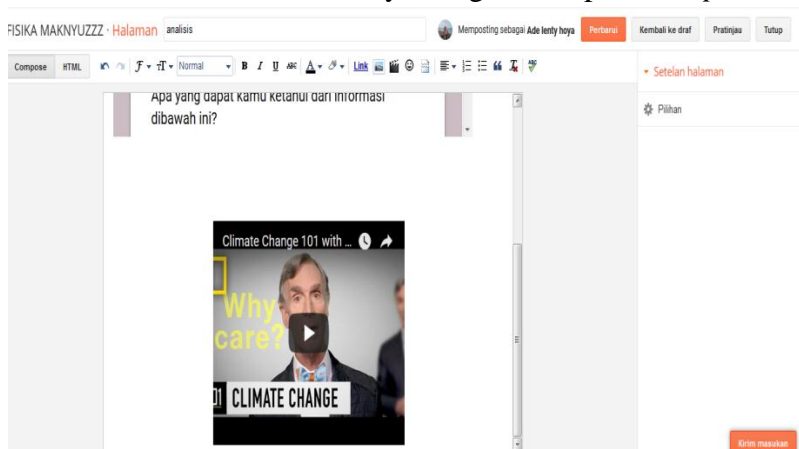 FISIKA MAKNYUZZZ · Halaman analisis Memposting sebagai Ade lenty hoya Perbarui Kembali ke draf Pratinjau Tutup
Compose HTML Normal B I U ABC A Link
Setelan halaman
Pilihan
Apa yang dapat kamu ketahui dari informasi
dibawah ini?
Climate Change 101 with ...
Why
care?
01 CLIMATE CHANGE
Kirim masukan